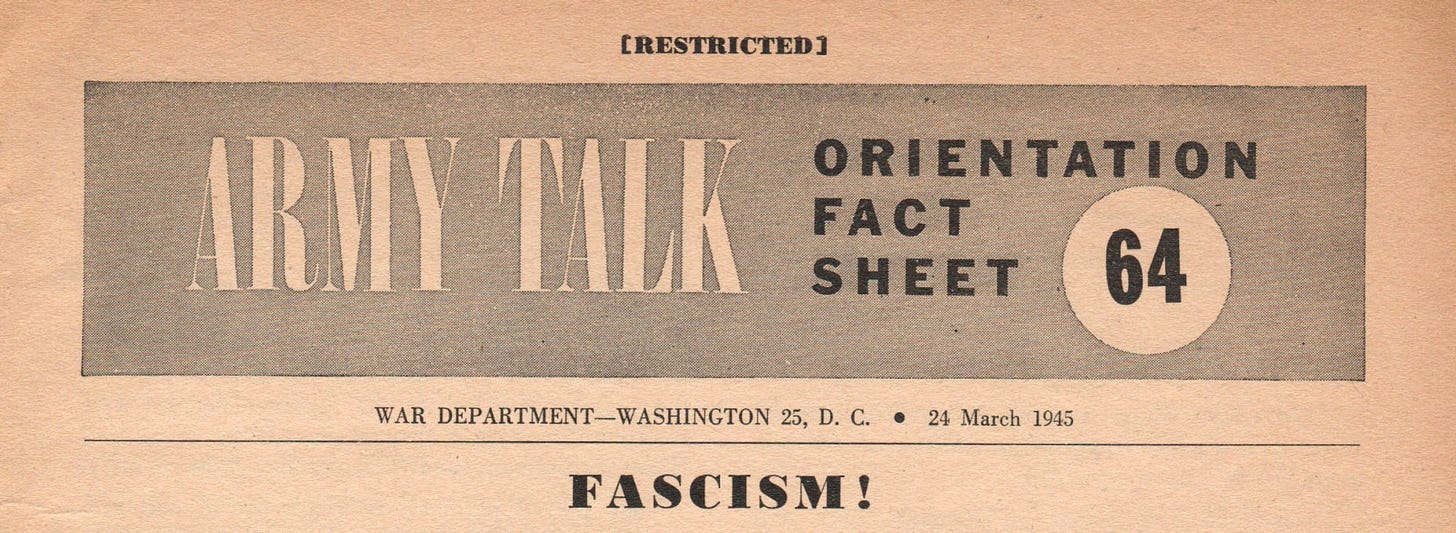 [RESTRICTED]
ARMY TALK
ORIENTATION
FACT
SHEET
64
WAR DEPARTMENT—WASHINGTON 25, D. C. ● 24 March 1945
FASCISM!